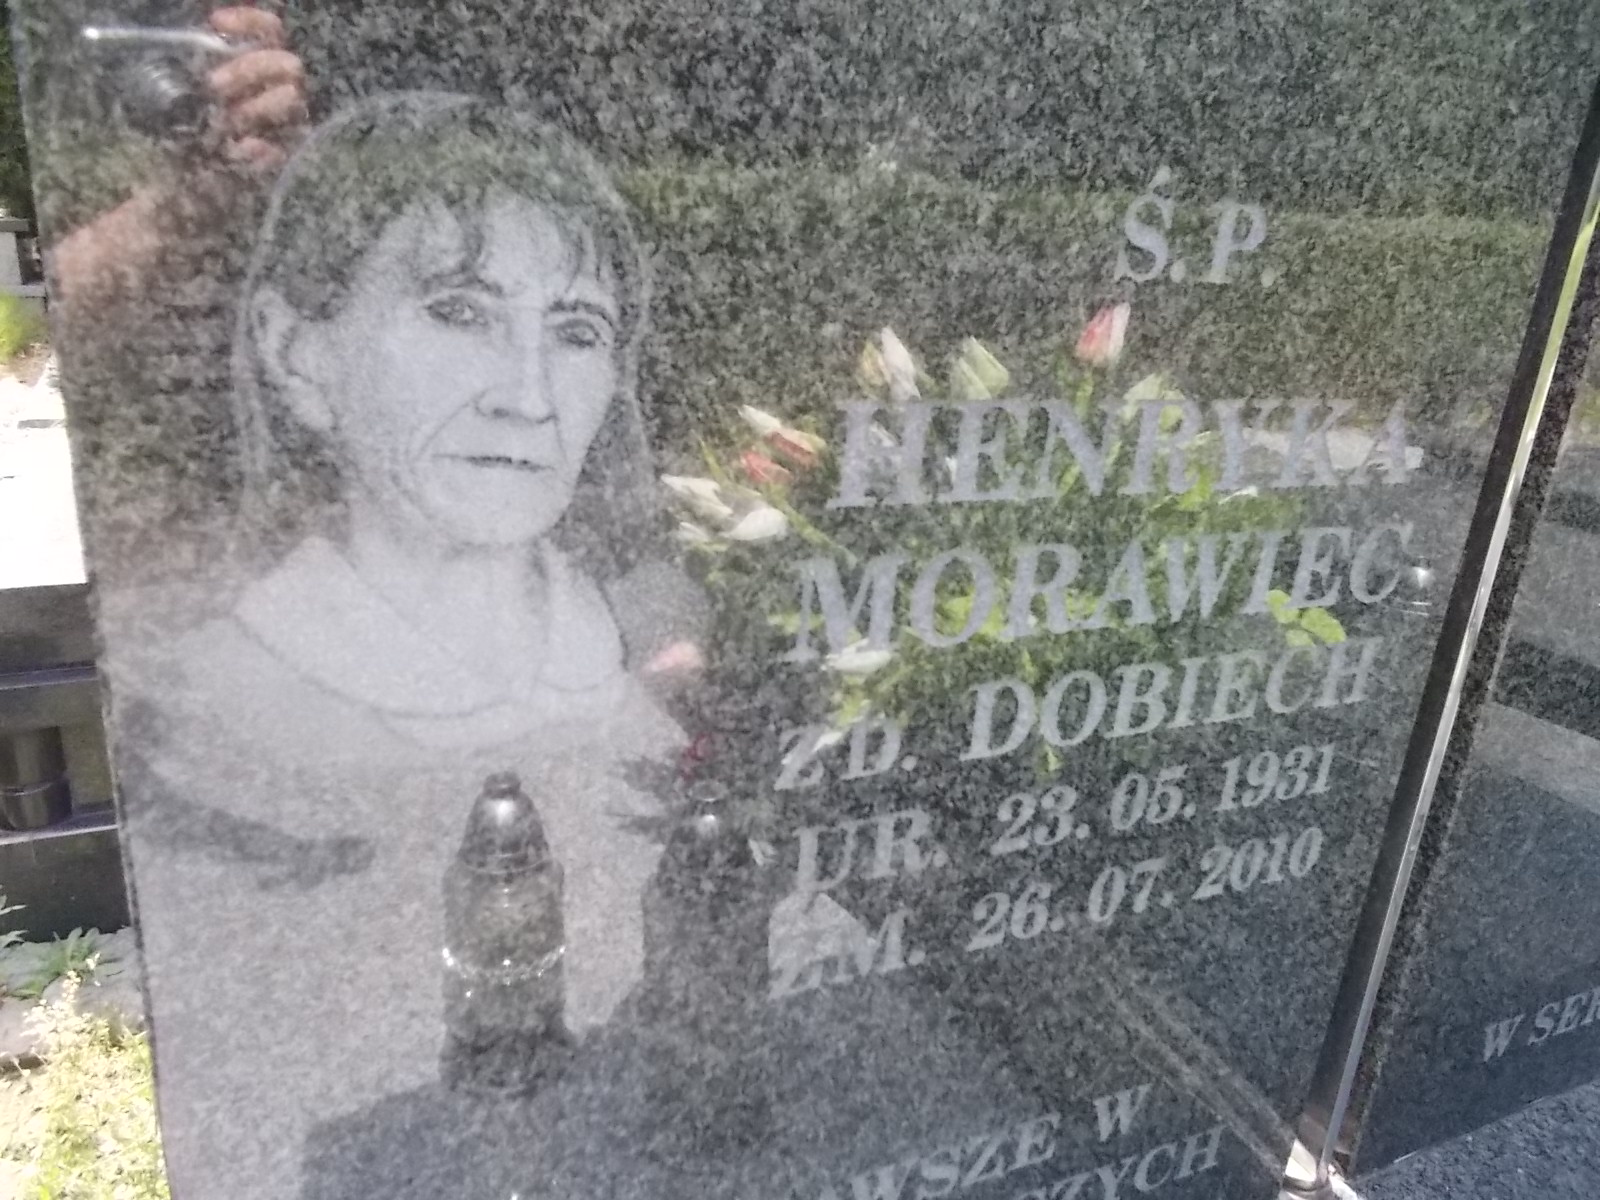 Ś. P.
HENRYKA
MORAWIEC
ZD. DOBIECH
UR. 23. 05. 1931
ZM. 26. 07. 2010
W